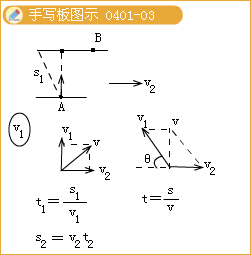 手写板图示 0401-03
B
s₁
v₂
A
v₁
v₁ v v₂
v₁ v θ v₂
t₁=s₁/v₁ t=s/v
s₂=v₂t₂